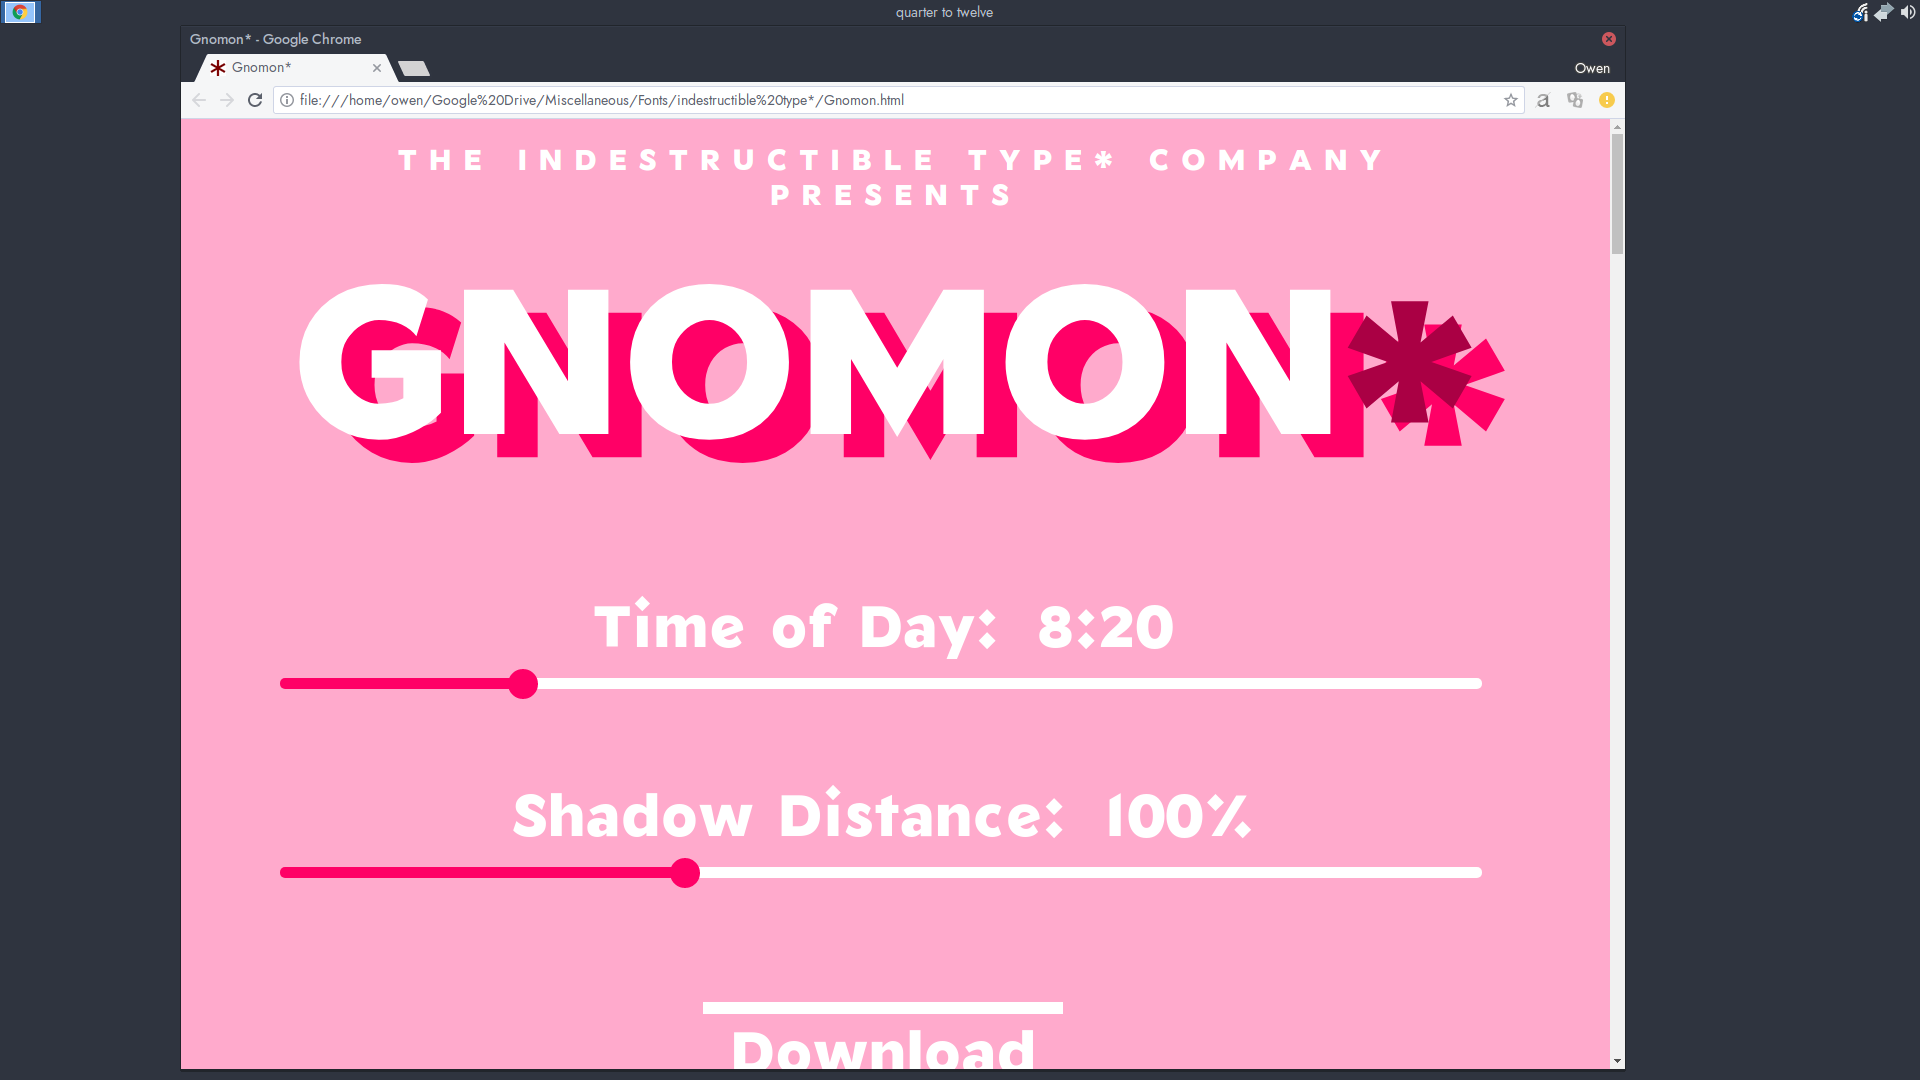 quarter to twelve
Gnomon* - Google Chrome
Gnomon*
Owen
file:///home/owen/Google%20Drive/Miscellaneous/Fonts/indestructible%20type*/Gnomon.html
THE INDESTRUCTIBLE TYPE* COMPANY
PRESENTS
GNOMON*
Time of Day: 8:20
Shadow Distance: 100%
Download